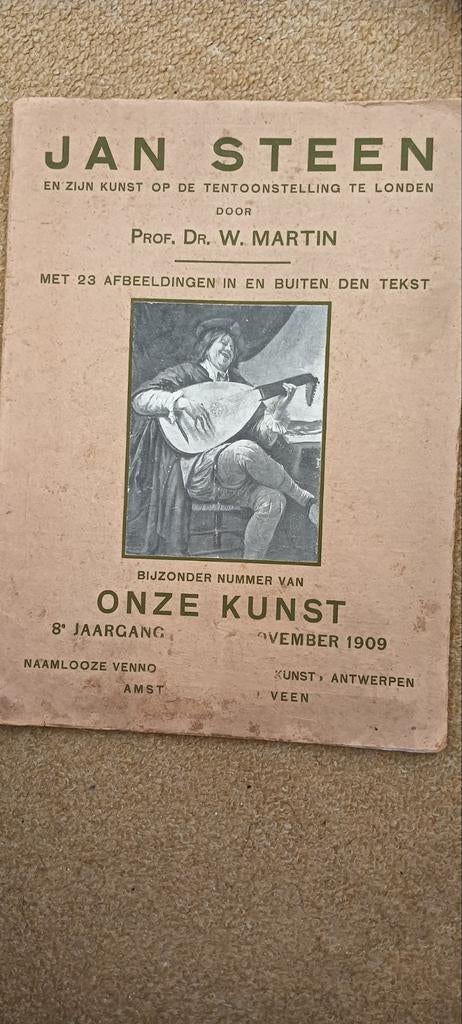 JAN STEEN
EN ZIJN KUNST OP DE TENTOONSTELLING TE LONDEN
DOOR
PROF. DR. W. MARTIN
MET 23 AFBEELDINGEN IN EN BUITEN DEN TEKST
BIJZONDER NUMMER VAN
ONZE KUNST
8e JAARGANG OVEMBER 1909
NAAMLOOZE VENNO KUNST, ANTWERPEN
AMST VEEN